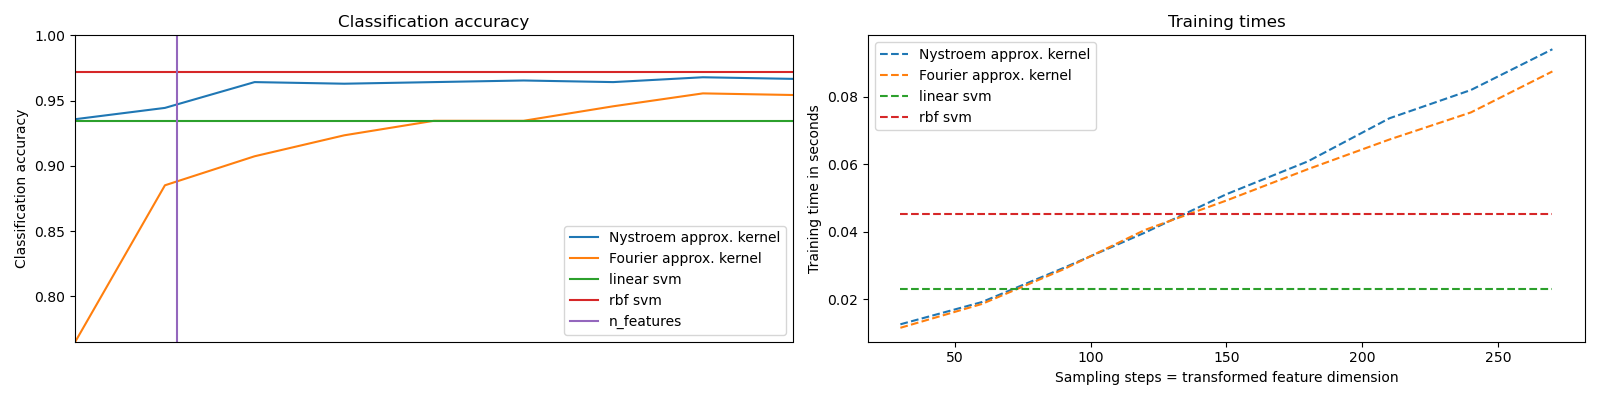 Classification accuracy
Classification accuracy
1.00
0.95
0.90
0.85
0.80
Nystroem approx. kernel
Fourier approx. kernel
linear svm
rbf svm
n_features
Training times
Training time in seconds
0.08
0.06
0.04
0.02
Nystroem approx. kernel
Fourier approx. kernel
linear svm
rbf svm
50 100 150 200 250
Sampling steps = transformed feature dimension